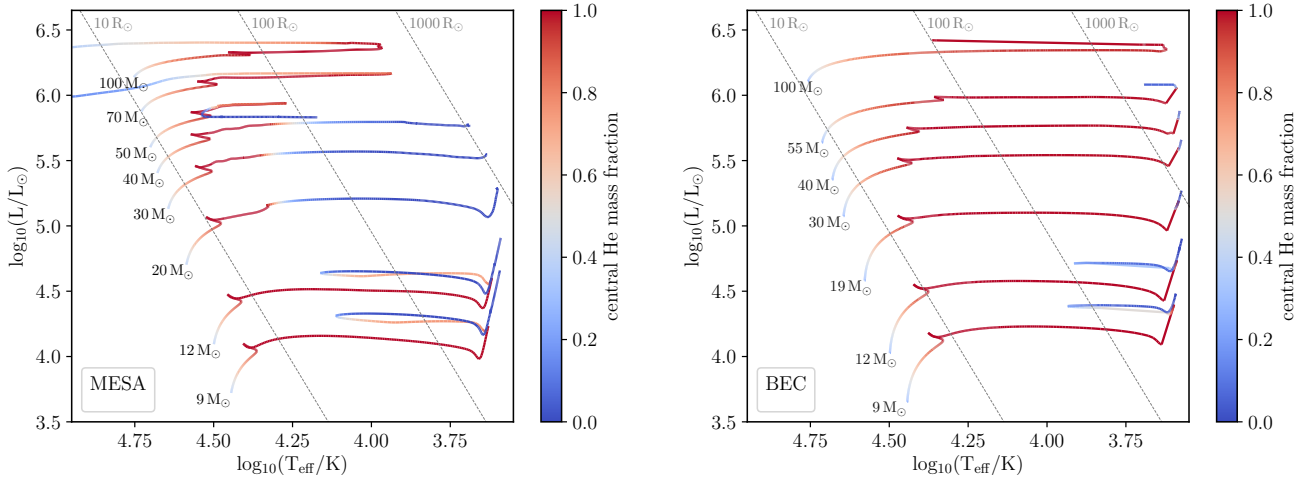 10 R⊙
100 R⊙
1000 R⊙
6.5
6.0
5.5
5.0
4.5
4.0
3.5
log₁₀(L/L⊙)
100 M⊙
70 M⊙
50 M⊙
40 M⊙
30 M⊙
20 M⊙
12 M⊙
9 M⊙
MESA
4.75
4.50
4.25
4.00
3.75
log₁₀(T_eff/K)
1.0
0.8
0.6
0.4
0.2
0.0
central He mass fraction
10 R⊙
100 R⊙
1000 R⊙
6.5
6.0
5.5
5.0
4.5
4.0
3.5
log₁₀(L/L⊙)
100 M⊙
55 M⊙
40 M⊙
30 M⊙
19 M⊙
12 M⊙
9 M⊙
BEC
4.75
4.50
4.25
4.00
3.75
log₁₀(T_eff/K)
1.0
0.8
0.6
0.4
0.2
0.0
central He mass fraction